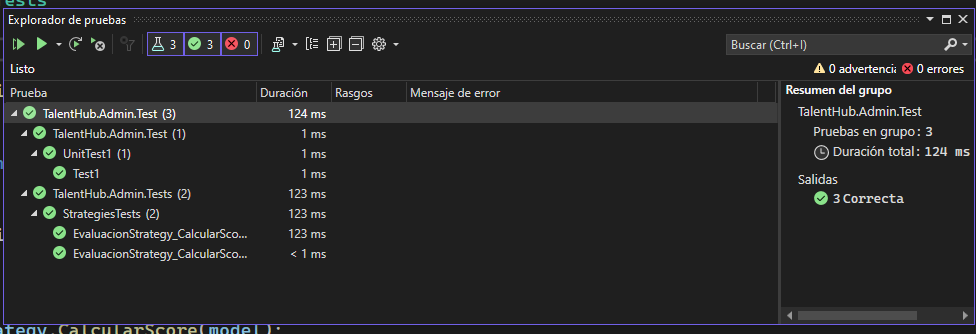 ests
Explorador de pruebas
3 3 0
Buscar (Ctrl+I)
Listo
0 advertencia 0 errores
Prueba Duración Rasgos Mensaje de error
TalentHub.Admin.Test (3) 124 ms
TalentHub.Admin.Test (1) 1 ms
UnitTest1 (1) 1 ms
Test1 1 ms
TalentHub.Admin.Tests (2) 123 ms
StrategiesTests (2) 123 ms
EvaluacionStrategy_CalcularSco... 123 ms
EvaluacionStrategy_CalcularSco... < 1 ms
Resumen del grupo
TalentHub.Admin.Test
Pruebas en grupo: 3
Duración total: 124 ms
Salidas
3 Correcta
ategy.CalcularScore(model);